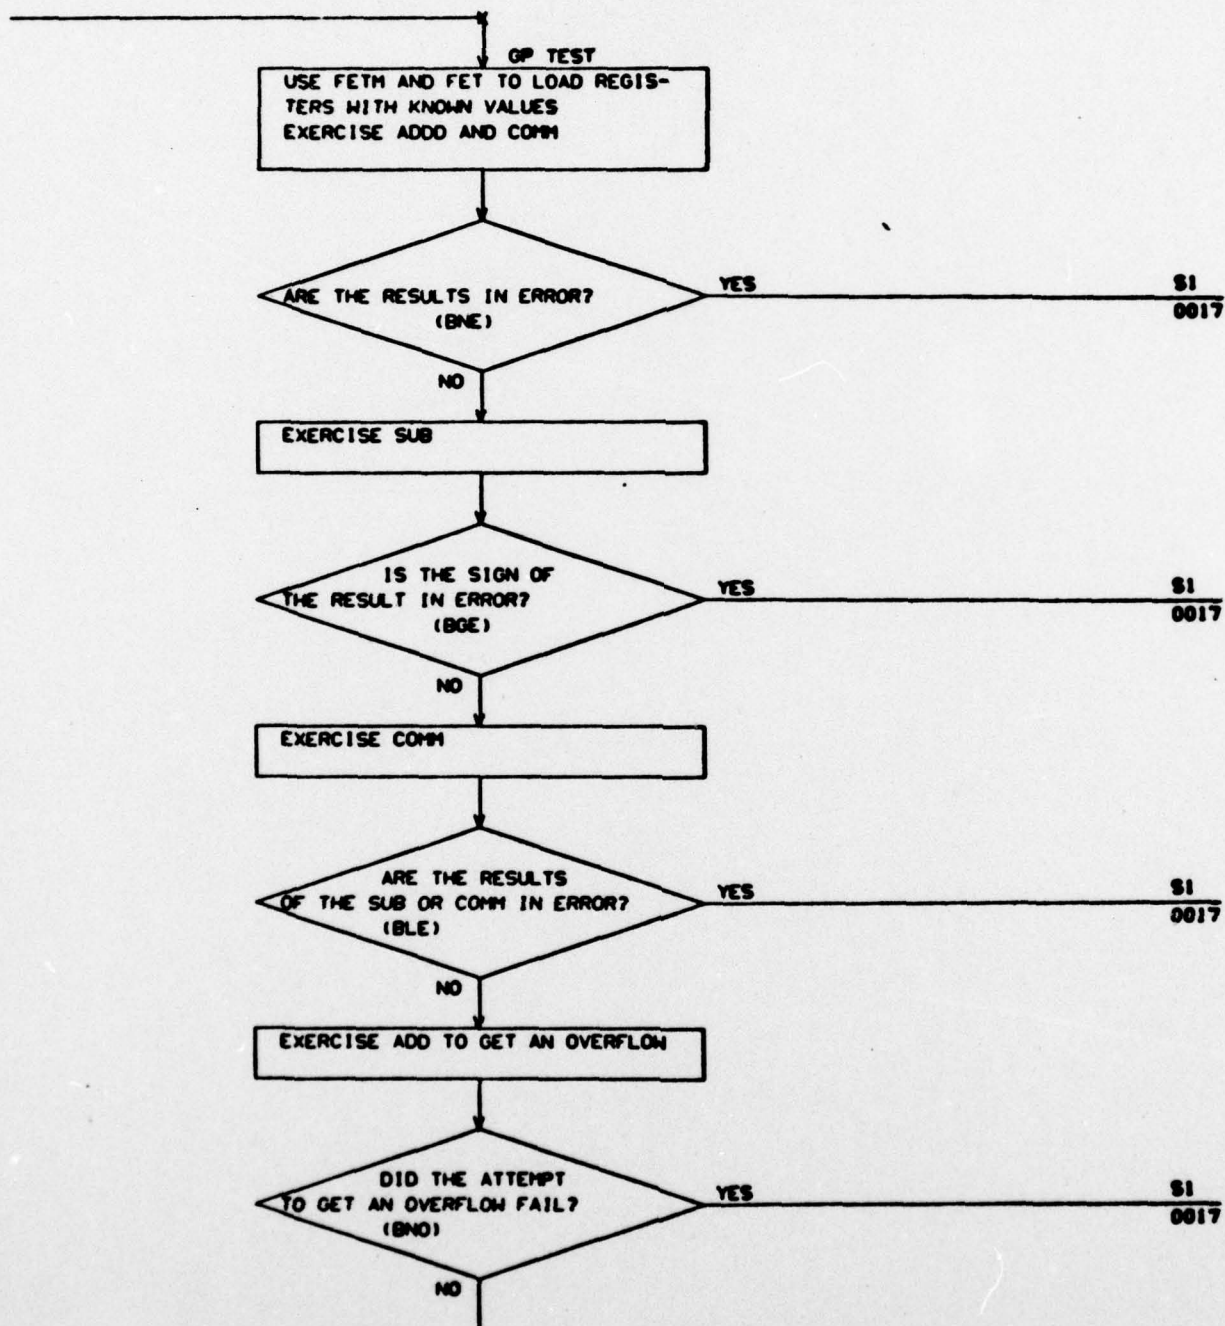 GP TEST
USE FETM AND FET TO LOAD REGIS-
TERS WITH KNOWN VALUES
EXERCISE ADDD AND COMM
ARE THE RESULTS IN ERROR?
(BNE)
YES
S1
0017
NO
EXERCISE SUB
IS THE SIGN OF
THE RESULT IN ERROR?
(BGE)
YES
S1
0017
NO
EXERCISE COMM
ARE THE RESULTS
OF THE SUB OR COMM IN ERROR?
(BLE)
YES
S1
0017
NO
EXERCISE ADD TO GET AN OVERFLOW
DID THE ATTEMPT
TO GET AN OVERFLOW FAIL?
(BNO)
YES
S1
0017
NO